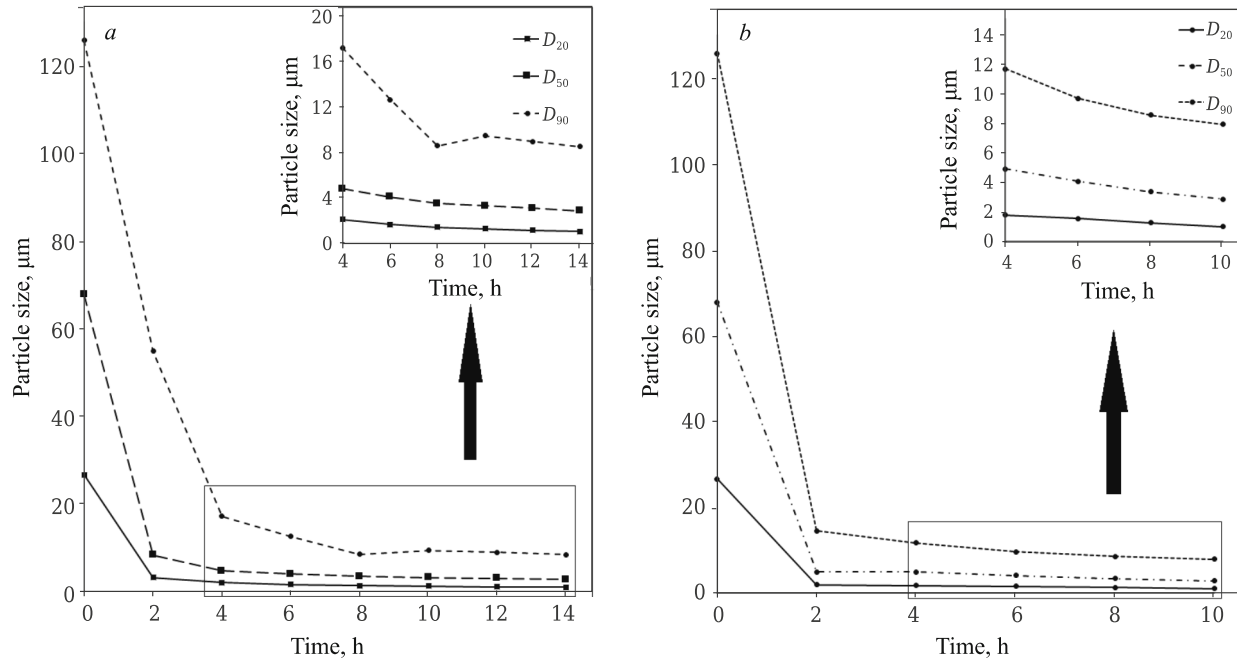 a
Particle size, μm
120
100
80
60
40
20
0
0 2 4 6 8 10 12 14
Time, h
Particle size, μm
20
16
12
8
4
0
4 6 8 10 12 14
Time, h
D20
D50
D90
b
Particle size, μm
120
100
80
60
40
20
0
0 2 4 6 8 10
Time, h
Particle size, μm
14
12
10
8
6
4
2
0
4 6 8 10
Time, h
D20
D50
D90